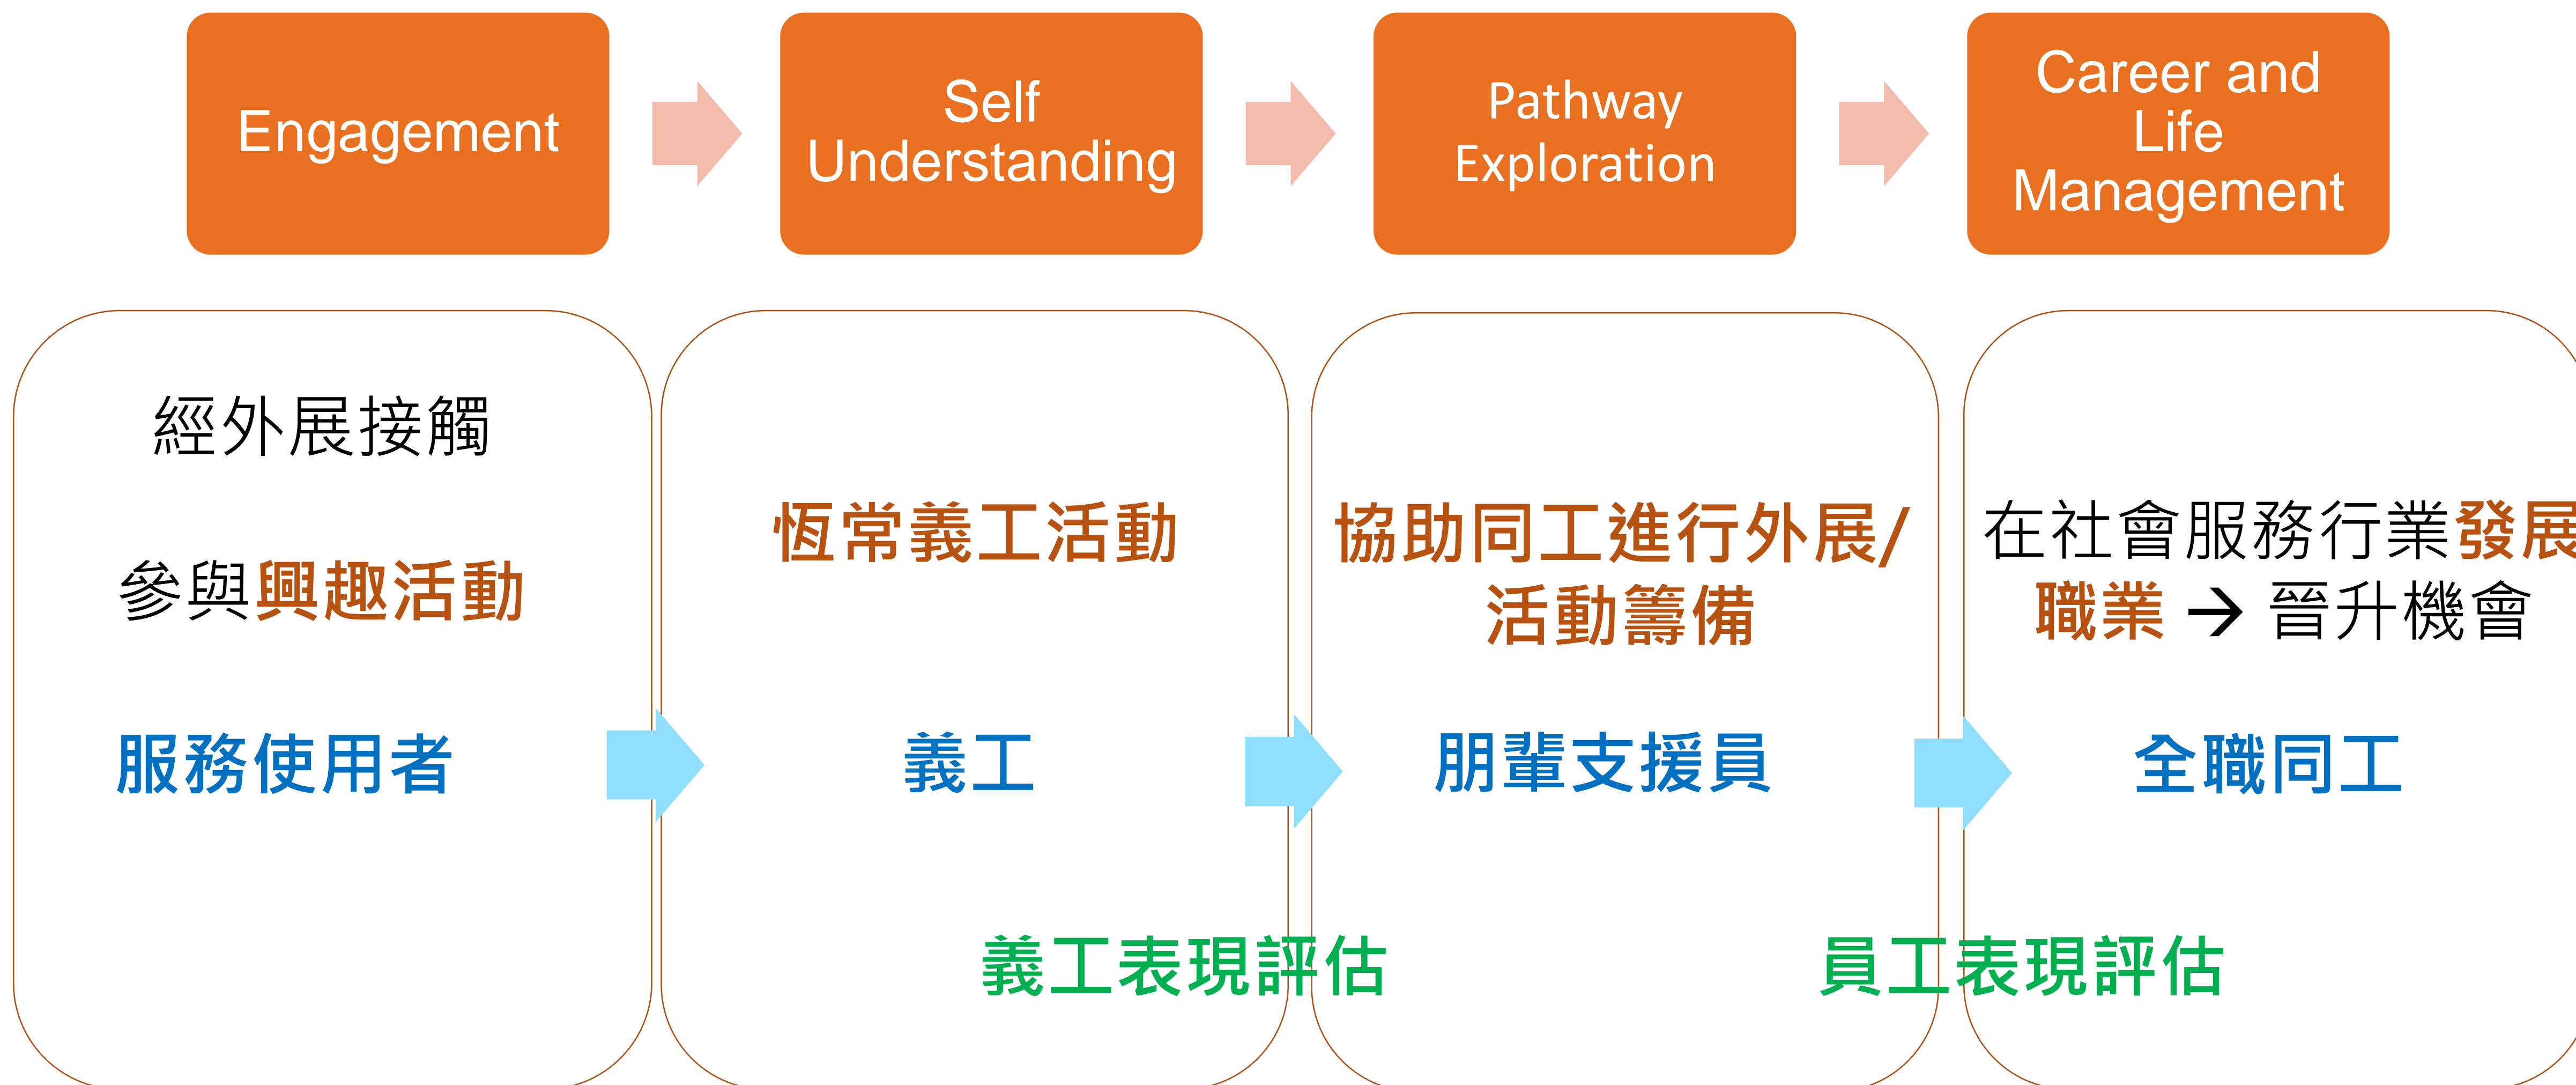 Engagement
Self
Understanding
Pathway
Exploration
Career and
Life
Management
經外展接觸
參與興趣活動
服務使用者
恆常義工活動
義工
協助同工進行外展/
活動籌備
朋輩支援員
在社會服務行業發展
職業 → 晉升機會
全職同工
義工表現評估
員工表現評估